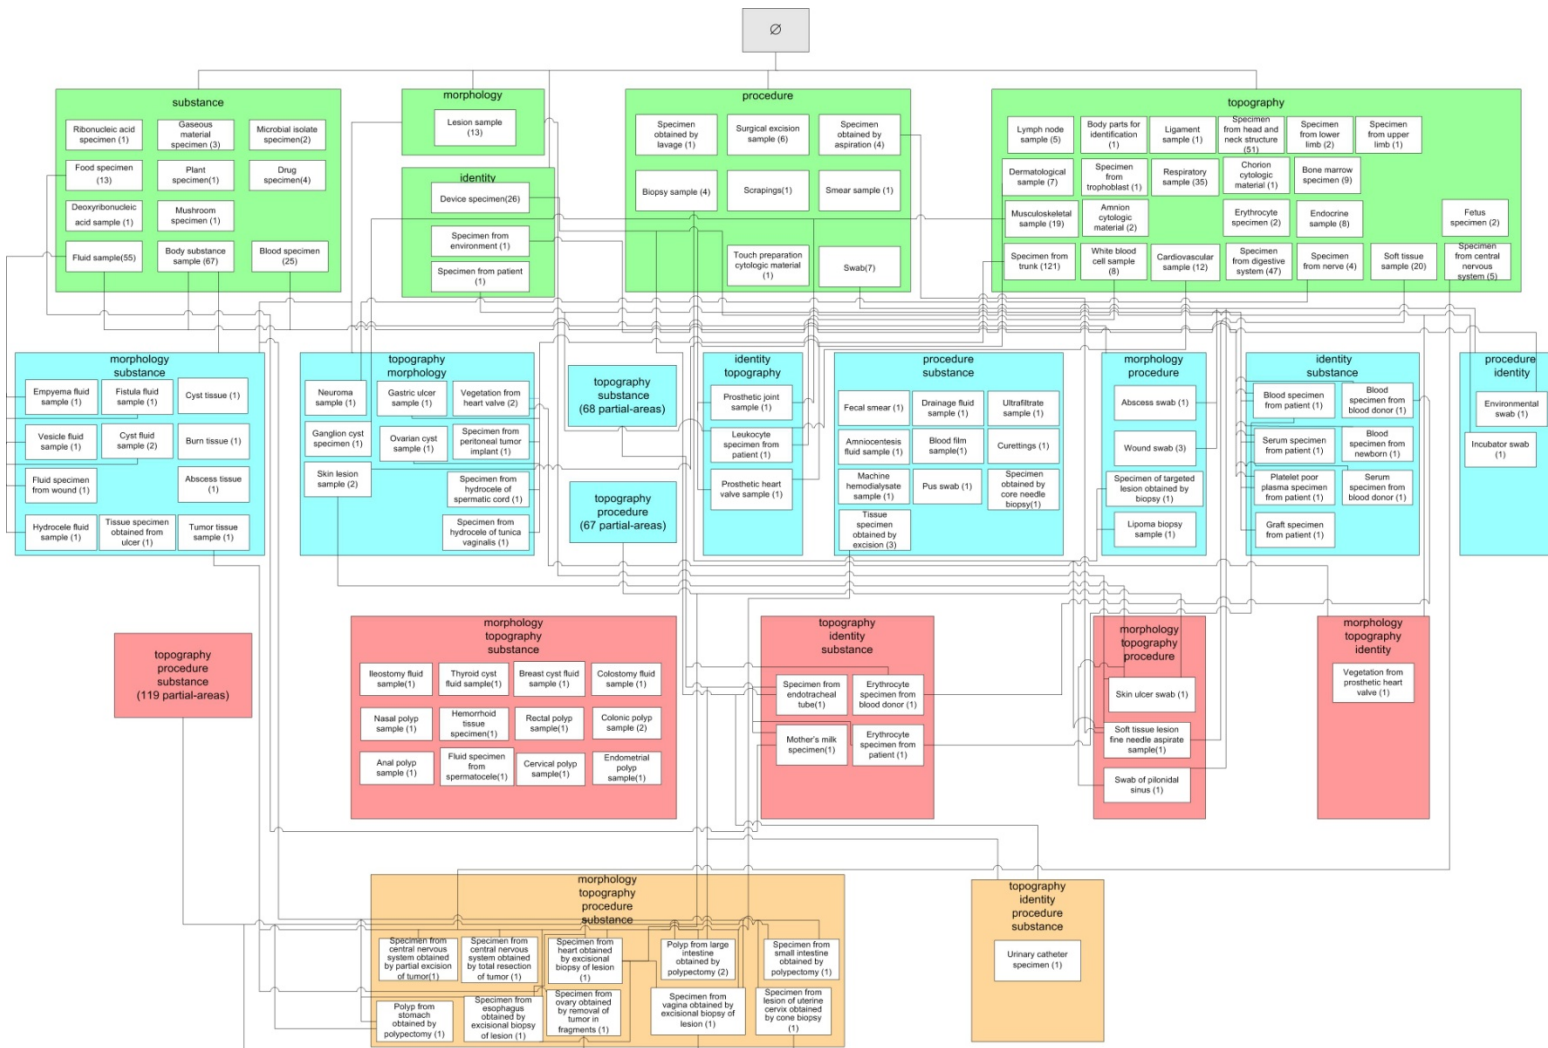 ∅
substance
Ribonucleic acid
specimen (1)
Gaseous
material
specimen (3)
Microbial isolate
specimen(2)
Food specimen
(13)
Plant
specimen(1)
Drug
specimen(4)
Deoxyribonucleic
acid sample (1)
Mushroom
specimen (1)
Fluid sample(55)
Body substance
sample (67)
Blood specimen
(25)
morphology
Lesion sample
(13)
identity
Device specimen(26)
Specimen from
environment (1)
Specimen from patient
(1)
procedure
Specimen
obtained by
lavage (1)
Surgical excision
sample (6)
Specimen
obtained by
aspiration (4)
Biopsy sample (4)
Scrapings(1)
Smear sample (1)
Touch preparation
cytologic material
(1)
Swab(7)
topography
Lymph node
sample (5)
Body parts for
identification
(1)
Ligament
sample (1)
Specimen
from head and
neck structure
(51)
Specimen
from lower
limb (2)
Specimen
from upper
limb (1)
Dermatological
sample (7)
Specimen
from
trophoblast (1)
Respiratory
sample (35)
Chorion
cytologic
material (1)
Bone marrow
specimen (9)
Musculoskeletal
sample (19)
Amnion
cytologic
material (2)
Erythrocyte
specimen (2)
Endocrine
sample (8)
Fetus
specimen (2)
Specimen from
trunk (121)
White blood
cell sample
(8)
Cardiovascular
sample (12)
Specimen
from digestive
system (47)
Specimen
from nerve (4)
Soft tissue
sample (20)
Specimen
from central
nervous
system (5)
morphology
substance
Empyema fluid
sample (1)
Fistula fluid
sample (1)
Cyst tissue (1)
Vesicle fluid
sample (1)
Cyst fluid
sample (2)
Burn tissue (1)
Fluid specimen
from wound (1)
Abscess tissue
(1)
Hydrocele fluid
sample (1)
Tissue specimen
obtained from
ulcer (1)
Tumor tissue
sample (1)
topography
morphology
Neuroma
sample (1)
Gastric ulcer
sample (1)
Vegetation from
heart valve (2)
Ganglion cyst
specimen (1)
Ovarian cyst
sample(1)
Specimen from
peritoneal tumor
implant (1)
Skin lesion
sample (2)
Specimen from
hydrocele of
spermatic cord (1)
Specimen from
hydrocele of tunica
vaginalis (1)
topography
substance
(68 partial-areas)
topography
procedure
(67 partial-areas)
identity
topography
Prosthetic joint
sample (1)
Leukocyte
specimen from
patient (1)
Prosthetic heart
valve sample (1)
procedure
substance
Fecal smear (1)
Drainage fluid
sample (1)
Ultrafiltrate
sample (1)
Amniocentesis
fluid sample (1)
Blood film
sample(1)
Curettings (1)
Machine
hemodialysate
sample (1)
Pus swab (1)
Specimen
obtained by
core needle
biopsy(1)
Tissue
specimen
obtained by
excision (3)
morphology
procedure
Abscess swab (1)
Wound swab (3)
Specimen of targeted
lesion obtained by
biopsy (1)
Lipoma biopsy
sample (1)
identity
substance
Blood specimen
from patient (1)
Blood
specimen from
blood donor (1)
Serum specimen
from patient (1)
Blood
specimen from
newborn (1)
Platelet poor
plasma specimen
from patient (1)
Serum
specimen from
blood donor (1)
Graft specimen
from patient (1)
procedure
identity
Environmental
swab (1)
Incubator swab
(1)
topography
procedure
substance
(119 partial-areas)
morphology
topography
substance
Ileostomy fluid
sample(1)
Thyroid cyst
fluid sample(1)
Breast cyst fluid
sample (1)
Colostomy fluid
sample (1)
Nasal polyp
sample(1)
Hemorrhoid
tissue
specimen(1)
Rectal polyp
sample(1)
Colonic polyp
sample (2)
Anal polyp
sample (1)
Fluid specimen
from
spermatocele(1)
Cervical polyp
sample(1)
Endometrial
polyp
sample(1)
topography
identity
substance
Specimen from
endotracheal
tube(1)
Erythrocyte
specimen from
blood donor (1)
Mother's milk
specimen(1)
Erythrocyte
specimen from
patient (1)
morphology
topography
procedure
Skin ulcer swab (1)
Soft tissue lesion
fine needle aspirate
sample(1)
Swab of pilonidal
sinus (1)
morphology
topography
identity
Vegetation from
prosthetic heart
valve (1)
morphology
topography
procedure
substance
Specimen from
central nervous
system obtained
by partial excision
of tumor(1)
Specimen from
central nervous
system obtained
by total resection
of tumor (1)
Specimen from
heart obtained by
excisional biopsy
of lesion
(1)
Polyp from large
intestine
obtained by
polypectomy (2)
Specimen from
small intestine
obtained by
polypectomy (1)
Polyp from
stomach
obtained by
polypectomy (1)
Specimen from
esophagus
obtained by
excisional biopsy
of lesion (1)
Specimen from
ovary obtained
by removal of
tumor in
fragments (1)
Specimen from
vagina obtained by
excisional biopsy of
lesion (1)
Specimen from
lesion of uterine
cervix obtained
by cone biopsy
(1)
topography
identity
procedure
substance
Urinary catheter
specimen (1)